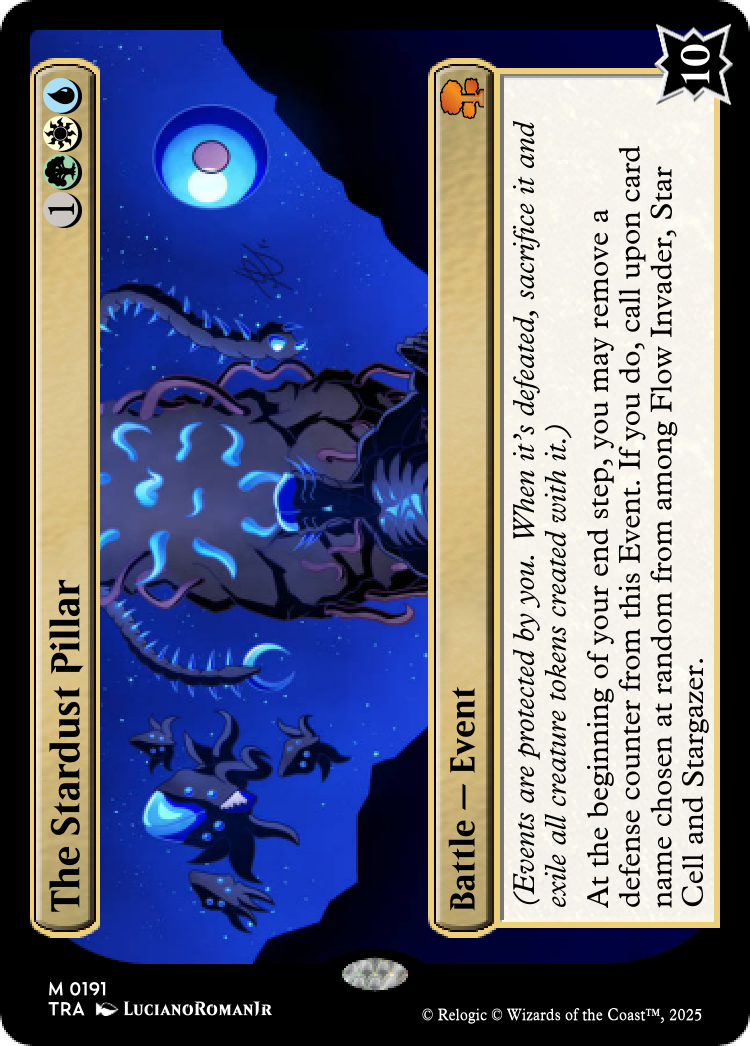 The Stardust Pillar
1
Battle — Event
(Events are protected by you. When it's defeated, sacrifice it and
exile all creature tokens created with it.)
At the beginning of your end step, you may remove a
defense counter from this Event. If you do, call upon card
name chosen at random from among Flow Invader, Star
Cell and Stargazer.
10
M 0191
TRA LucianoRomanJr
© Relogic © Wizards of the Coast™, 2025